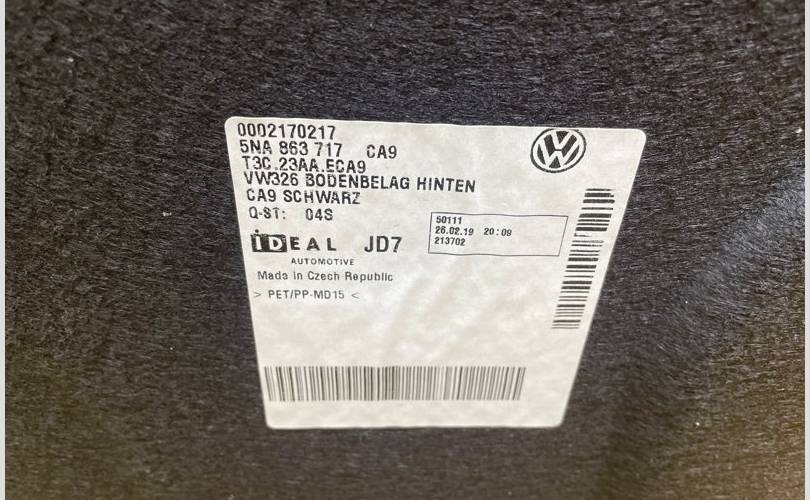 0002170217
5NA 863 717 CA9
T3C.23AA.ECA9
VW326 BODENBELAG HINTEN
CA9 SCHWARZ
Q-ST: 04S
50111
26.02.19 20:09
213702
iDEAL JD7
AUTOMOTIVE
Made in Czech Republic
> PET/PP-MD15 <